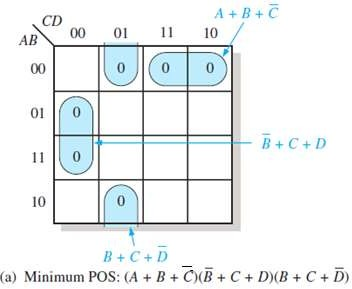 A + B + C̅
CD
AB
00 01 11 10
00 0 0 0
01 0
B̅ + C + D
11 0
10 0
B + C + D̅
(a) Minimum POS: (A + B + C̅)(B̅ + C + D)(B + C + D̅)